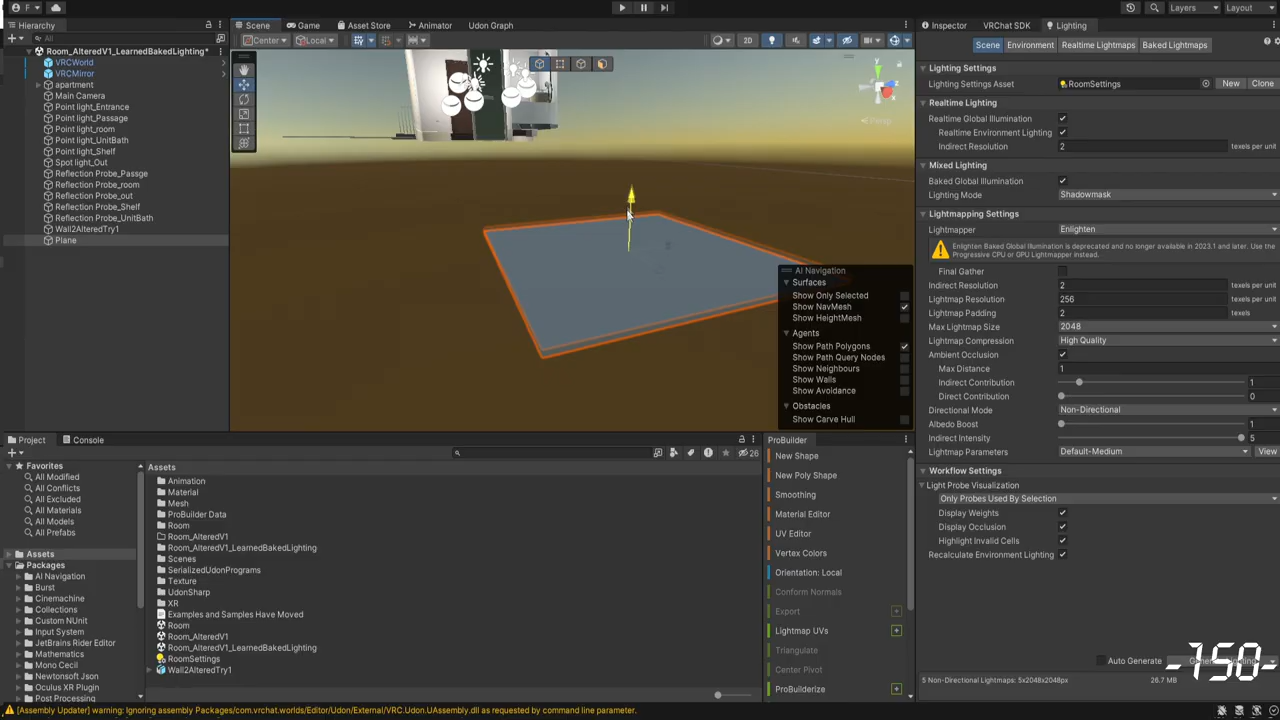 F
Layers
Layout
Hierarchy
Scene
Game
Asset Store
Animator
Udon Graph
Inspector
VRChat SDK
Lighting
All
Center
Local
2D
Scene
Environment
Realtime Lightmaps
Baked Lightmaps
Room_AlteredV1_LearnedBakedLighting*
VRCWorld
VRCMirror
apartment
Main Camera
Point light_Entrance
Point light_Passage
Point light_room
Point light_UnitBath
Point light_Shelf
Spot light_Out
Reflection Probe_Passge
Reflection Probe_room
Reflection Probe_out
Reflection Probe_Shelf
Reflection Probe_UnitBath
Wall2AlteredTry1
Plane
y
Persp
AI Navigation
Surfaces
Show Only Selected
Show NavMesh
Show HeightMesh
Agents
Show Path Polygons
Show Path Query Nodes
Show Neighbours
Show Walls
Show Avoidance
Obstacles
Show Carve Hull
Lighting Settings
Lighting Settings Asset
RoomSettings
New
Clone
Realtime Lighting
Realtime Global Illumination
Realtime Environment Lighting
Indirect Resolution
2
texels per unit
Mixed Lighting
Baked Global Illumination
Lighting Mode
Shadowmask
Lightmapping Settings
Lightmapper
Enlighten
Enlighten Baked Global Illumination is deprecated and no longer available in 2023.1 and later. Use the
Progressive CPU or GPU Lightmapper instead.
Final Gather
Indirect Resolution
2
texels per unit
Lightmap Resolution
256
texels per unit
Lightmap Padding
2
texels
Max Lightmap Size
2048
Lightmap Compression
High Quality
Ambient Occlusion
Max Distance
1
Indirect Contribution
1
Direct Contribution
0
Directional Mode
Non-Directional
Albedo Boost
1
Indirect Intensity
5
Lightmap Parameters
Default-Medium
View
Workflow Settings
Light Probe Visualization
Only Probes Used By Selection
Display Weights
Display Occlusion
Highlight Invalid Cells
Recalculate Environment Lighting
Auto Generate
-150
5 Non-Directional Lightmaps: 5x2048x2048px
26.7 MB
Project
Console
26
Favorites
All Modified
All Conflicts
All Excluded
All Materials
All Models
All Prefabs
Assets
Packages
AI Navigation
Burst
Cinemachine
Collections
Custom NUnit
Input System
JetBrains Rider Editor
Mathematics
Mono Cecil
Newtonsoft Json
Oculus XR Plugin
Post Processing
Assets
Animation
Material
Mesh
ProBuilder Data
Room
Room_AlteredV1
Room_AlteredV1_LearnedBakedLighting
Scenes
SerializedUdonPrograms
Texture
UdonSharp
XR
Examples and Samples Have Moved
Room
Room_AlteredV1
Room_AlteredV1_LearnedBakedLighting
RoomSettings
Wall2AlteredTry1
ProBuilder
New Shape
New Poly Shape
Smoothing
Material Editor
UV Editor
Vertex Colors
Orientation: Local
Conform Normals
Export
Lightmap UVs
Triangulate
Center Pivot
ProBuilderize
[Assembly Updater] warning: Ignoring assembly Packages/com.vrchat.worlds/Editor/Udon/External/VRC.Udon.UAssembly.dll as requested by command line parameter.